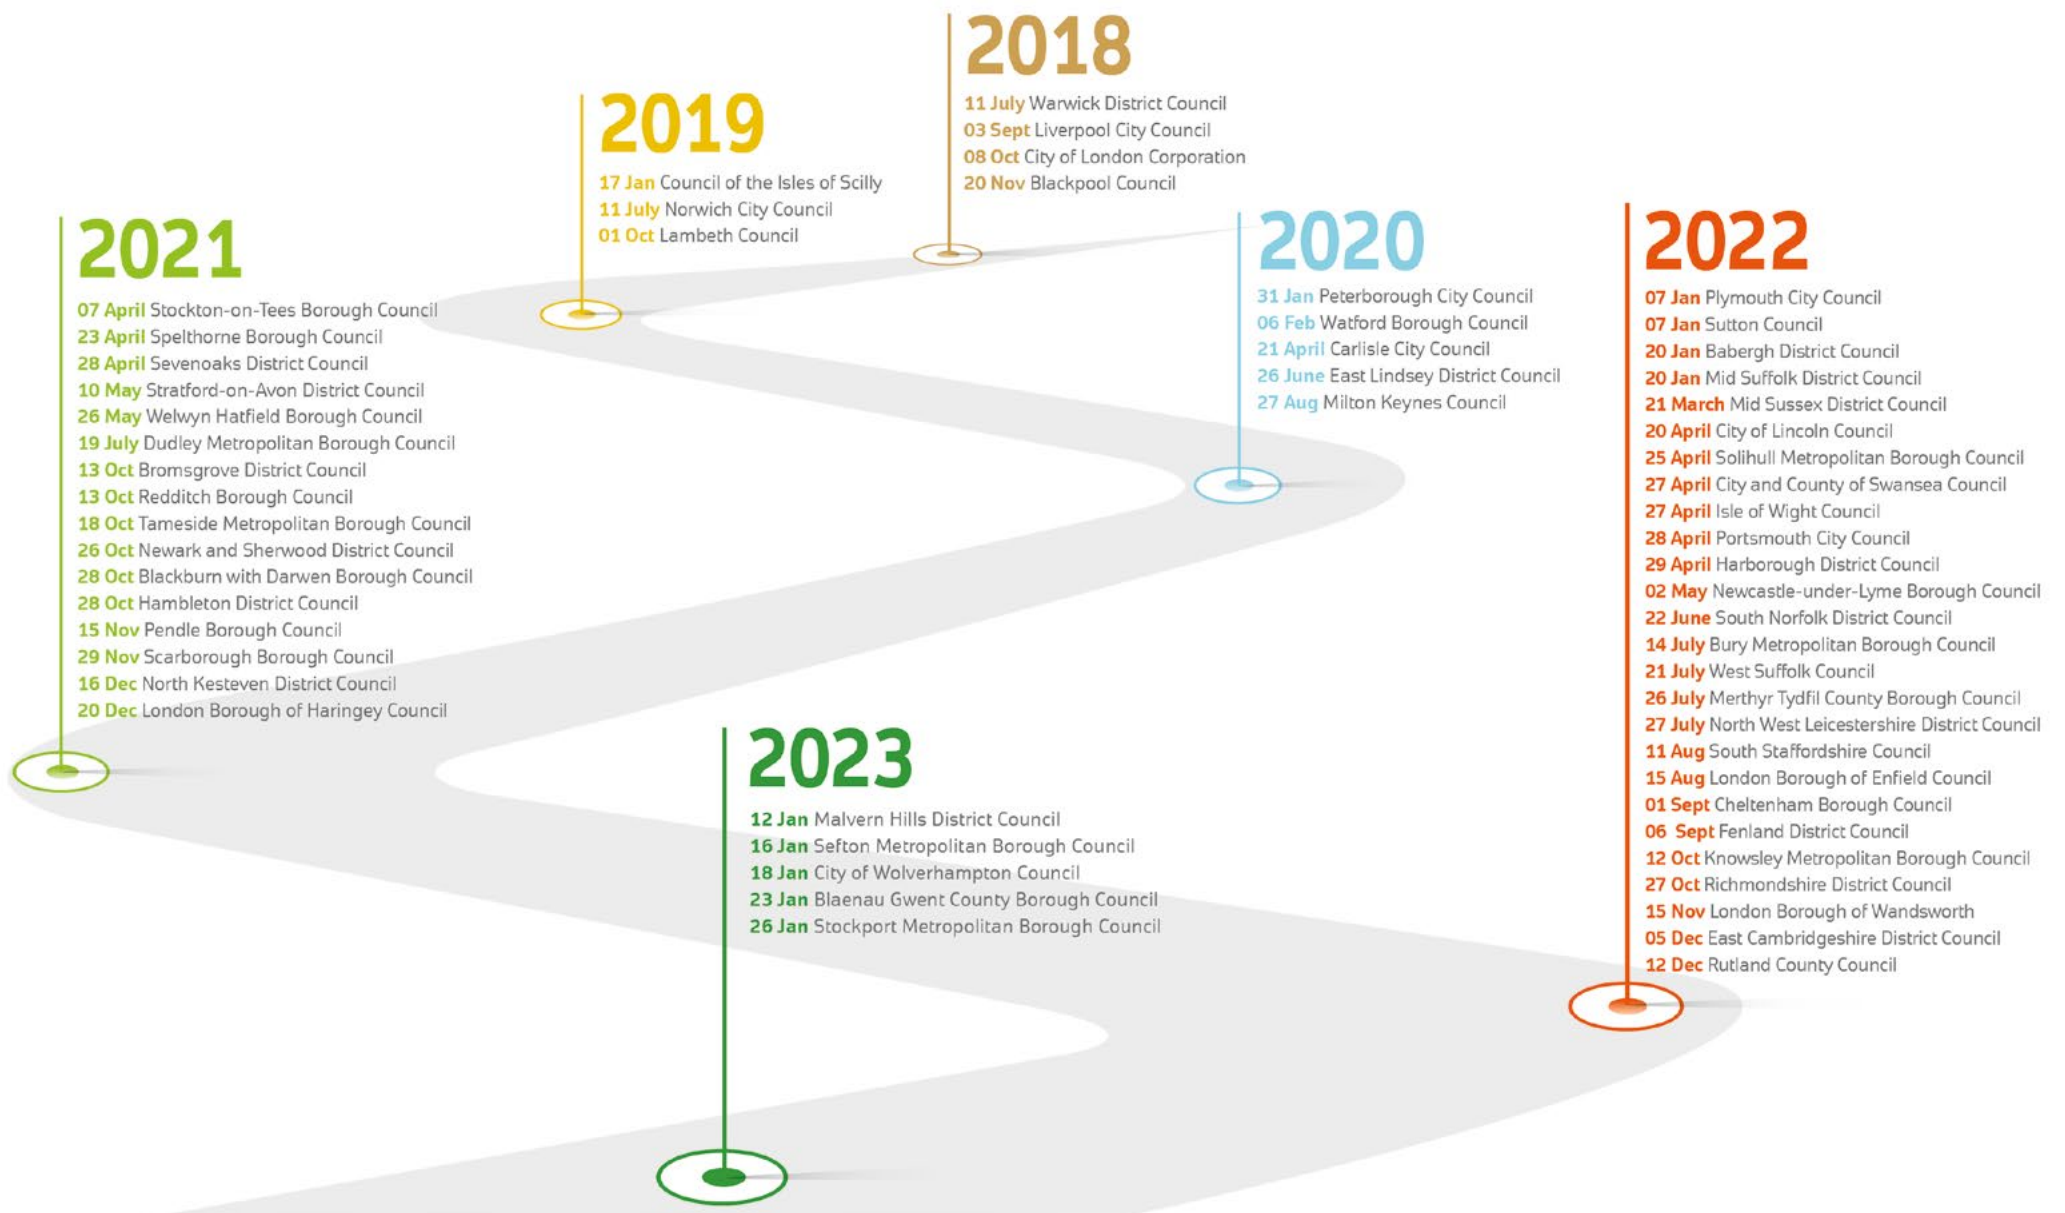 2018
11 July Warwick District Council
03 Sept Liverpool City Council
08 Oct City of London Corporation
20 Nov Blackpool Council
2019
17 Jan Council of the Isles of Scilly
11 July Norwich City Council
01 Oct Lambeth Council
2020
31 Jan Peterborough City Council
06 Feb Watford Borough Council
21 April Carlisle City Council
26 June East Lindsey District Council
27 Aug Milton Keynes Council
2021
07 April Stockton-on-Tees Borough Council
23 April Spelthorne Borough Council
28 April Sevenoaks District Council
10 May Stratford-on-Avon District Council
26 May Welwyn Hatfield Borough Council
19 July Dudley Metropolitan Borough Council
13 Oct Bromsgrove District Council
13 Oct Redditch Borough Council
18 Oct Tameside Metropolitan Borough Council
26 Oct Newark and Sherwood District Council
28 Oct Blackburn with Darwen Borough Council
28 Oct Hambleton District Council
15 Nov Pendle Borough Council
29 Nov Scarborough Borough Council
16 Dec North Kesteven District Council
20 Dec London Borough of Haringey Council
2022
07 Jan Plymouth City Council
07 Jan Sutton Council
20 Jan Babergh District Council
20 Jan Mid Suffolk District Council
21 March Mid Sussex District Council
20 April City of Lincoln Council
25 April Solihull Metropolitan Borough Council
27 April City and County of Swansea Council
27 April Isle of Wight Council
28 April Portsmouth City Council
29 April Harborough District Council
02 May Newcastle-under-Lyme Borough Council
22 June South Norfolk District Council
14 July Bury Metropolitan Borough Council
21 July West Suffolk Council
26 July Merthyr Tydfil County Borough Council
27 July North West Leicestershire District Council
11 Aug South Staffordshire Council
15 Aug London Borough of Enfield Council
01 Sept Cheltenham Borough Council
06 Sept Fenland District Council
12 Oct Knowsley Metropolitan Borough Council
27 Oct Richmondshire District Council
15 Nov London Borough of Wandsworth
05 Dec East Cambridgeshire District Council
12 Dec Rutland County Council
2023
12 Jan Malvern Hills District Council
16 Jan Sefton Metropolitan Borough Council
18 Jan City of Wolverhampton Council
23 Jan Blaenau Gwent County Borough Council
26 Jan Stockport Metropolitan Borough Council